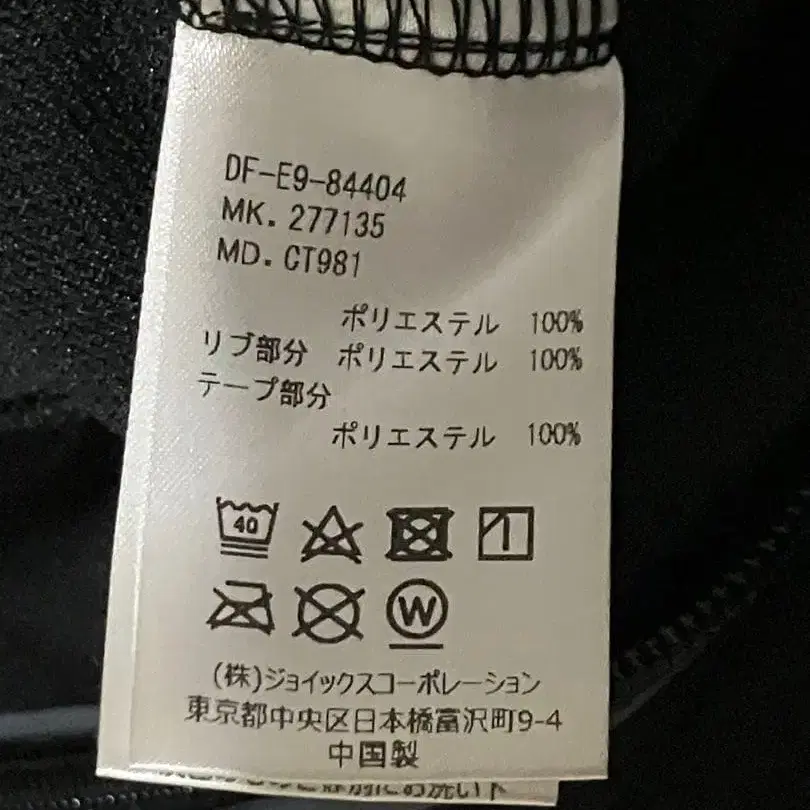 DF-E9-84404
MK. 277135
MD. CT981
ポリエステル 100%
リブ部分 ポリエステル 100%
テープ部分
ポリエステル 100%
40
W
(株)ジョイックスコーポレーション
東京都中央区日本橋富沢町9-4
中国製